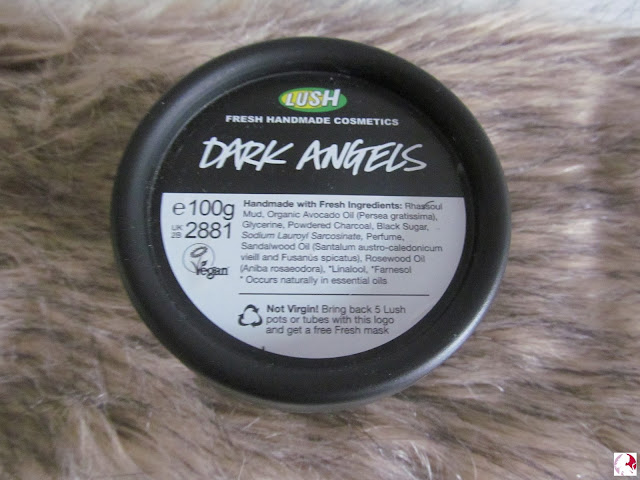 LUSH
FRESH HANDMADE COSMETICS
DARK ANGELS
e 100g
UK 2B 2881
vegan
Handmade with Fresh Ingredients: Rhassoul
Mud, Organic Avocado Oil (Persea gratissima),
Glycerine, Powdered Charcoal, Black Sugar,
Sodium Lauroyl Sarcosinate, Perfume,
Sandalwood Oil (Santalum austro-caledonicum
vieill and Fusanus spicatus), Rosewood Oil
(Aniba rosaeodora), *Linalool, *Farnesol
* Occurs naturally in essential oils
Not Virgin! Bring back 5 Lush
pots or tubes with this logo
and get a free Fresh mask